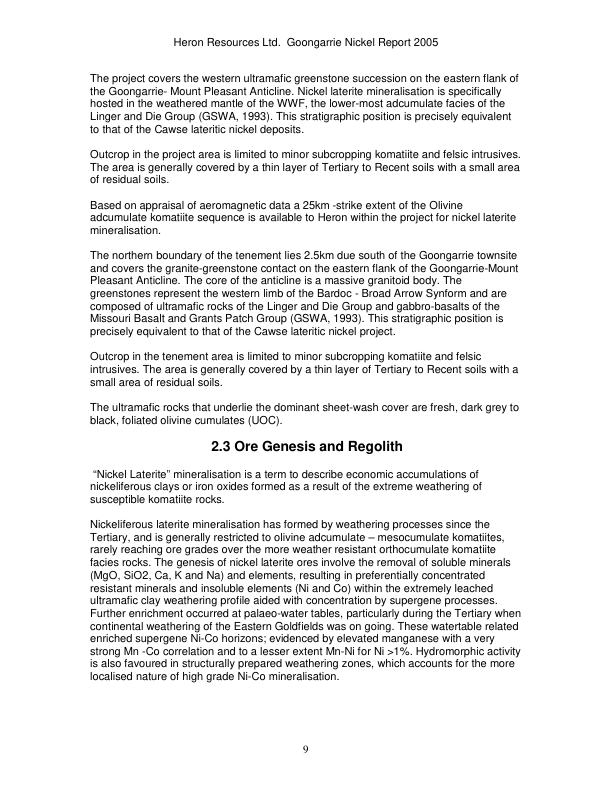 Heron Resources Ltd.  Goongarrie Nickel Report 2005
The project covers the western ultramafic greenstone succession on the eastern flank of
the Goongarrie- Mount Pleasant Anticline. Nickel laterite mineralisation is specifically
hosted in the weathered mantle of the WWF, the lower-most adcumulate facies of the
Linger and Die Group (GSWA, 1993). This stratigraphic position is precisely equivalent
to that of the Cawse lateritic nickel deposits.
Outcrop in the project area is limited to minor subcropping komatiite and felsic intrusives.
The area is generally covered by a thin layer of Tertiary to Recent soils with a small area
of residual soils.
Based on appraisal of aeromagnetic data a 25km -strike extent of the Olivine
adcumulate komatiite sequence is available to Heron within the project for nickel laterite
mineralisation.
The northern boundary of the tenement lies 2.5km due south of the Goongarrie townsite
and covers the granite-greenstone contact on the eastern flank of the Goongarrie-Mount
Pleasant Anticline. The core of the anticline is a massive granitoid body. The
greenstones represent the western limb of the Bardoc - Broad Arrow Synform and are
composed of ultramafic rocks of the Linger and Die Group and gabbro-basalts of the
Missouri Basalt and Grants Patch Group (GSWA, 1993). This stratigraphic position is
precisely equivalent to that of the Cawse lateritic nickel project.
Outcrop in the tenement area is limited to minor subcropping komatiite and felsic
intrusives. The area is generally covered by a thin layer of Tertiary to Recent soils with a
small area of residual soils.
The ultramafic rocks that underlie the dominant sheet-wash cover are fresh, dark grey to
black, foliated olivine cumulates (UOC).
2.3 Ore Genesis and Regolith
“Nickel Laterite” mineralisation is a term to describe economic accumulations of
nickeliferous clays or iron oxides formed as a result of the extreme weathering of
susceptible komatiite rocks.
Nickeliferous laterite mineralisation has formed by weathering processes since the
Tertiary, and is generally restricted to olivine adcumulate – mesocumulate komatiites,
rarely reaching ore grades over the more weather resistant orthocumulate komatiite
facies rocks. The genesis of nickel laterite ores involve the removal of soluble minerals
(MgO, SiO2, Ca, K and Na) and elements, resulting in preferentially concentrated
resistant minerals and insoluble elements (Ni and Co) within the extremely leached
ultramafic clay weathering profile aided with concentration by supergene processes.
Further enrichment occurred at palaeo-water tables, particularly during the Tertiary when
continental weathering of the Eastern Goldfields was on going. These watertable related
enriched supergene Ni-Co horizons; evidenced by elevated manganese with a very
strong Mn -Co correlation and to a lesser extent Mn-Ni for Ni >1%. Hydromorphic activity
is also favoured in structurally prepared weathering zones, which accounts for the more
localised nature of high grade Ni-Co mineralisation.
9